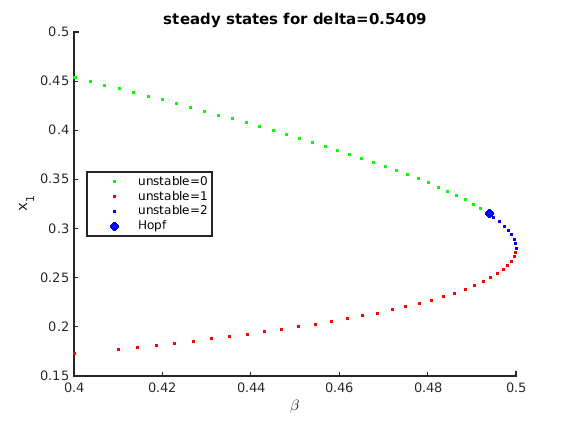 steady states for delta=0.5409
0.5
0.45
0.4
0.35
0.3
0.25
0.2
0.15
x1
unstable=0
unstable=1
unstable=2
Hopf
0.4
0.42
0.44
0.46
0.48
0.5
β